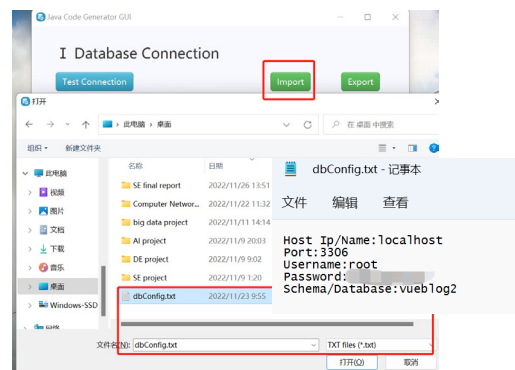 Java Code Generator GUI
I Database Connection
Test Connection
Import
Export
打开
此电脑 › 桌面
在 桌面 中搜索
组织
新建文件夹
名称
日期
此电脑
视频
图片
文档
下载
音乐
桌面
Windows-SSD
网络
SE final report 2022/11/26 13:51
Computer Networ... 2022/11/22 11:32
big data project 2022/11/11 14:14
AI project 2022/11/9 20:03
DE project 2022/11/9 9:02
SE project 2022/11/9 1:20
dbConfig.txt 2022/11/23 9:55
文件名(N): dbConfig.txt
TXT files (*.txt)
打开(O)
取消
dbConfig.txt - 记事本
文件 编辑 查看
Host Ip/Name:localhost
Port:3306
Username:root
Password:
Schema/Database:vueblog2